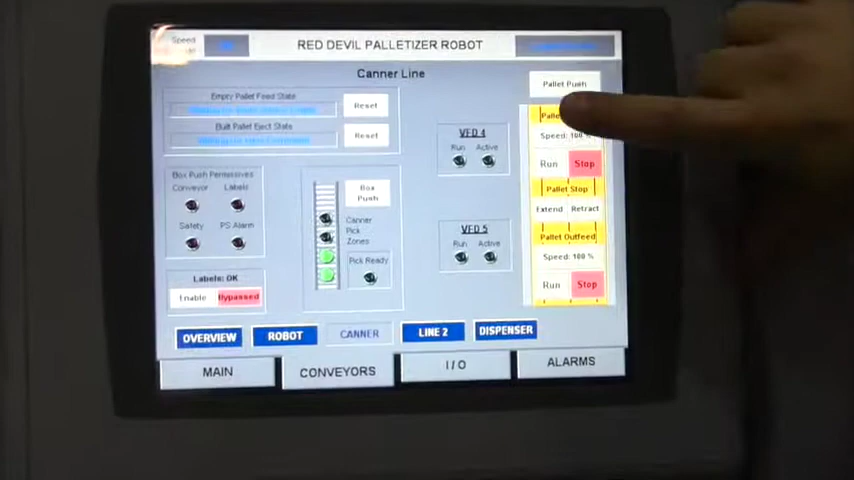 Speed
RED DEVIL PALLETIZER ROBOT
Canner Line
Pallet Push
Empty Pallet Feed State
Reset
Built Pallet Eject State
Reset
VFD 4
Run Active
Speed: 100 %
Run Stop
Box Push Permissives
Conveyor Labels
Safety PS Alarm
Box
Push
Canner
Pick
Zones
Pick Ready
Pallet Stop
Extend Retract
VFD 5
Run Active
Pallet Outfeed
Speed: 100 %
Run Stop
Labels: OK
Enable Bypassed
OVERVIEW ROBOT CANNER LINE 2 DISPENSER
MAIN CONVEYORS I/O ALARMS